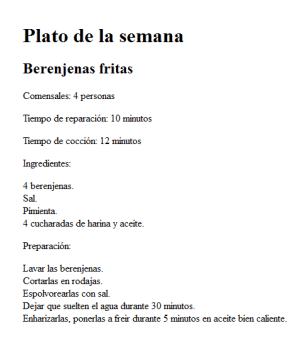 Plato de la semana
Berenjenas fritas
Comensales: 4 personas
Tiempo de reparación: 10 minutos
Tiempo de cocción: 12 minutos
Ingredientes:
4 berenjenas.
Sal.
Pimienta.
4 cucharadas de harina y aceite.
Preparación:
Lavar las berenjenas.
Cortarlas en rodajas.
Espolvorearlas con sal.
Dejar que suelten el agua durante 30 minutos.
Enharizarlas, ponerlas a freir durante 5 minutos en aceite bien caliente.